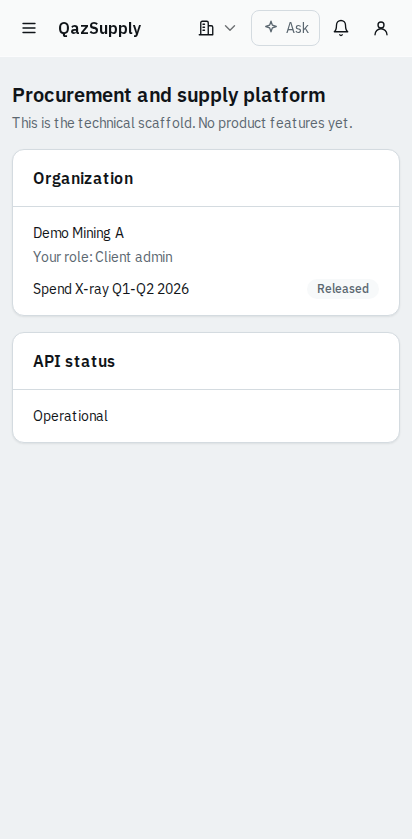 QazSupply
Ask
Procurement and supply platform
This is the technical scaffold. No product features yet.
Organization
Demo Mining A
Your role: Client admin
Spend X-ray Q1-Q2 2026
Released
API status
Operational